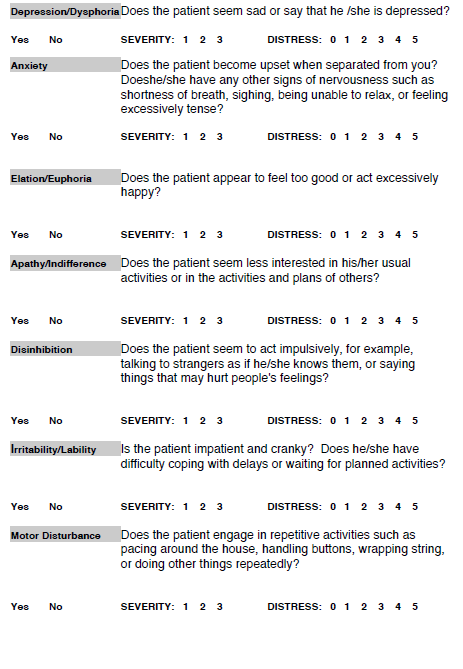 Depression/Dysphoria Does the patient seem sad or say that he /she is depressed?
Yes No SEVERITY: 1 2 3 DISTRESS: 0 1 2 3 4 5
Anxiety Does the patient become upset when separated from you?
Doeshe/she have any other signs of nervousness such as
shortness of breath, sighing, being unable to relax, or feeling
excessively tense?
Yes No SEVERITY: 1 2 3 DISTRESS: 0 1 2 3 4 5
Elation/Euphoria Does the patient appear to feel too good or act excessively
happy?
Yes No SEVERITY: 1 2 3 DISTRESS: 0 1 2 3 4 5
Apathy/Indifference Does the patient seem less interested in his/her usual
activities or in the activities and plans of others?
Yes No SEVERITY: 1 2 3 DISTRESS: 0 1 2 3 4 5
Disinhibition Does the patient seem to act impulsively, for example,
talking to strangers as if he/she knows them, or saying
things that may hurt people's feelings?
Yes No SEVERITY: 1 2 3 DISTRESS: 0 1 2 3 4 5
Irritability/Lability Is the patient impatient and cranky? Does he/she have
difficulty coping with delays or waiting for planned activities?
Yes No SEVERITY: 1 2 3 DISTRESS: 0 1 2 3 4 5
Motor Disturbance Does the patient engage in repetitive activities such as
pacing around the house, handling buttons, wrapping string,
or doing other things repeatedly?
Yes No SEVERITY: 1 2 3 DISTRESS: 0 1 2 3 4 5